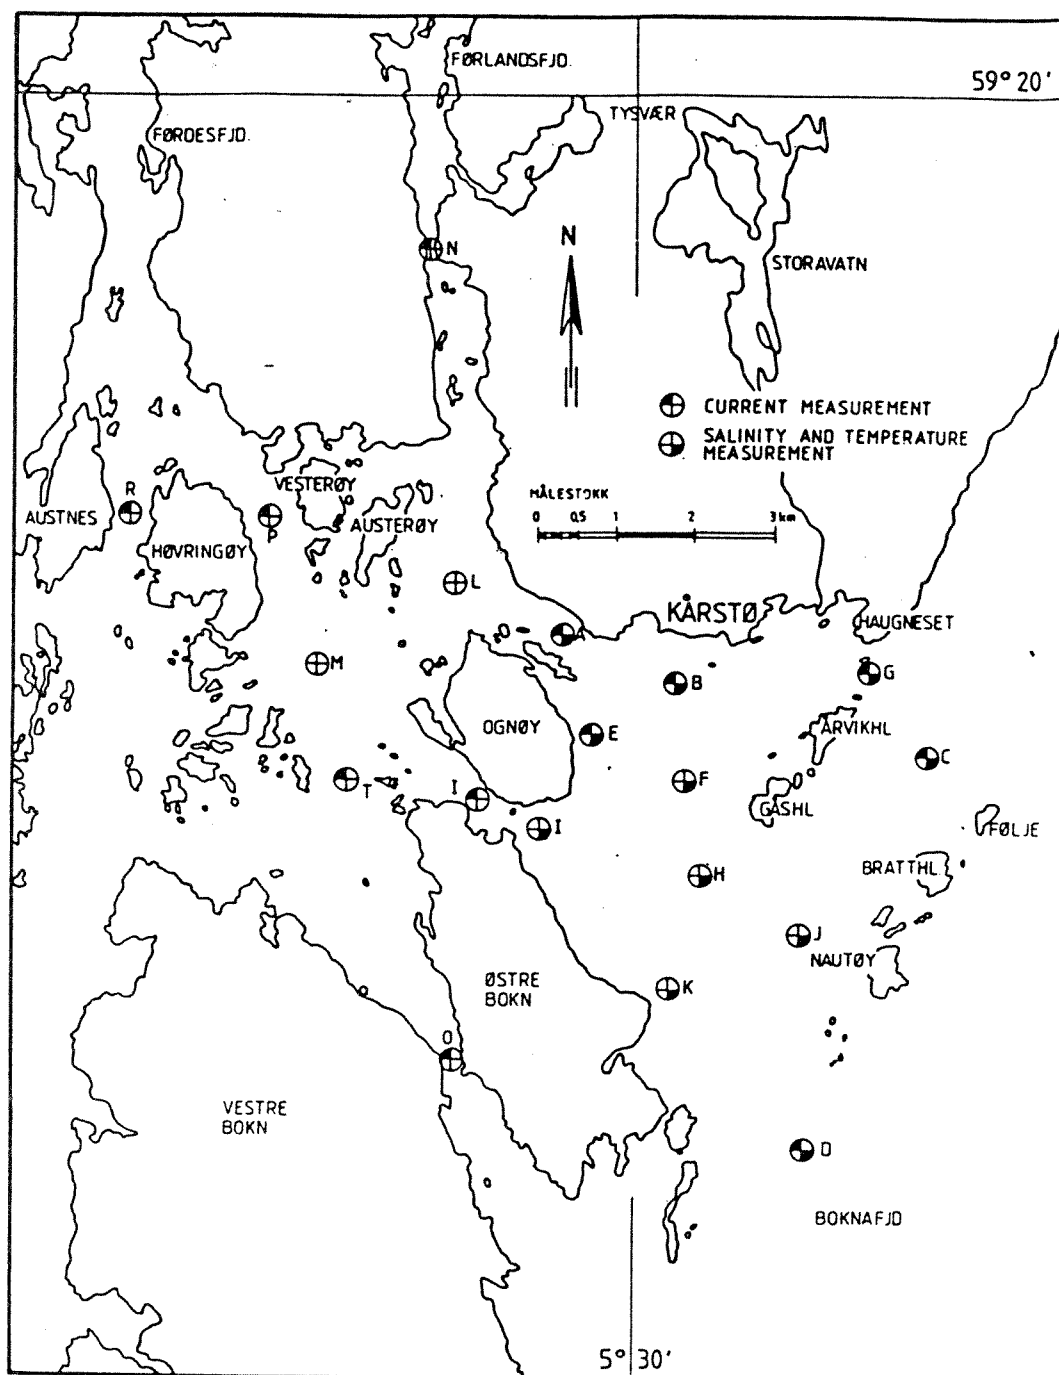 FØRLANDSFJD.
59° 20'
TYSVÆR
FØRDESFJD.
N
N
STORAVATN
CURRENT MEASUREMENT
SALINITY AND TEMPERATURE
MEASUREMENT
VESTERØY
R
MÅLESTOKK
AUSTNES
P
AUSTERØY
0 0,5 1 2 3 km
HØVRINGØY
L
KÅRSTØ
HAUGNESET
A
M
B
G
OGNØY
E
ÅRVIKHL
C
F
T
I
GÅSHL
I
FØLJE
H
BRATTHL.
J
NAUTØY
ØSTRE
BOKN
K
O
VESTRE
BOKN
D
BOKNAFJD
5° 30'